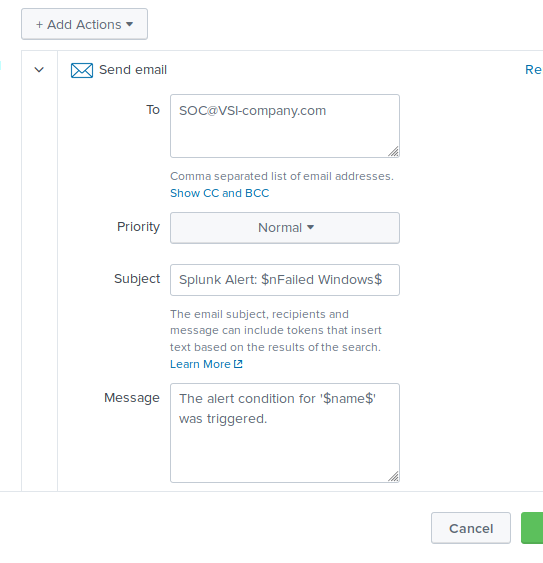 + Add Actions
Send email
Re
To
SOC@VSI-company.com
Comma separated list of email addresses.
Show CC and BCC
Priority
Normal
Subject
Splunk Alert: $nFailed Windows$
The email subject, recipients and
message can include tokens that insert
text based on the results of the search.
Learn More
Message
The alert condition for '$name$'
was triggered.
Cancel